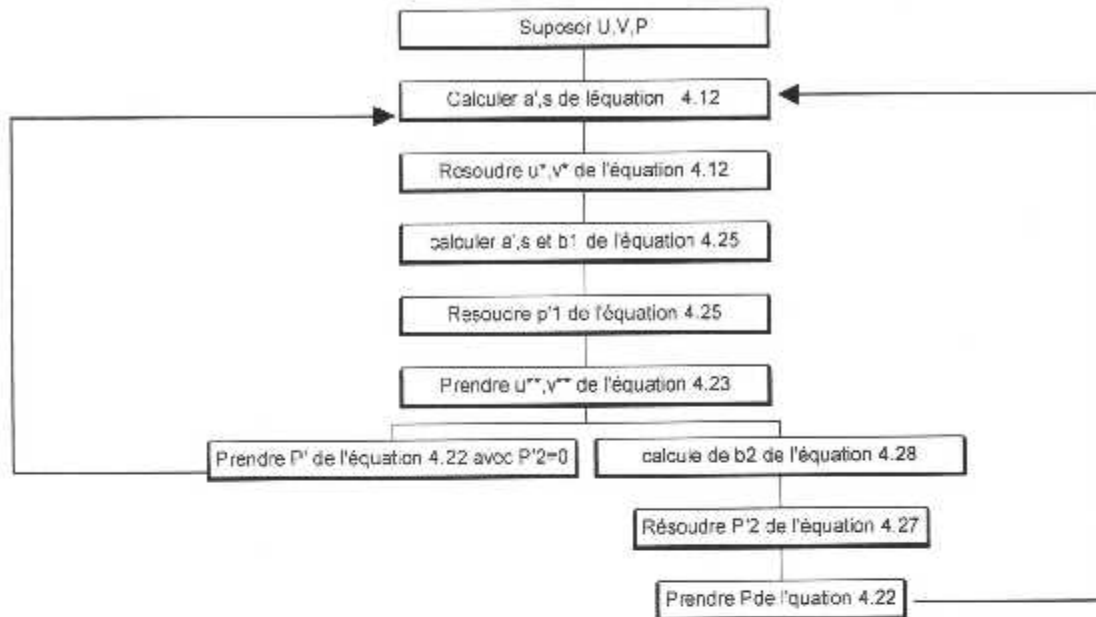 Suposer U,V,P
Calculer a',s de léquation 4.12
Resoudre u*,v* de l'équation 4.12
calculer a',s et b1 de l'équation 4.25
Resoudre p'1 de l'équation 4.25
Prendre u**,v** de l'équation 4.23
Prendre P' de l'équation 4.22 avec P'2=0
calcule de b2 de l'équation 4.28
Résoudre P'2 de l'équation 4.27
Prendre Pde l'quation 4.22